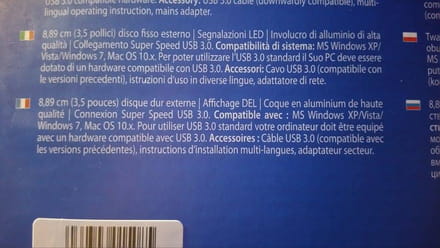 USB 3.0 compatible hardware. Accessory: USB 3.0 cable (downwardly), multi-
lingual operating instruction, mains adapter.
8,89 cm (3,5 pollici) disco fisso esterno | Segnalazioni LED | Involucro di alluminio di alta
qualità | Collegamento Super Speed USB 3.0. Compatibilità di sistema: MS Windows XP/
Vista/Windows 7, Mac OS 10.x. Per poter utilizzare l'USB 3.0 standard il Suo PC deve essere
dotato di un hardware compatibile con USB 3.0. Accessori: Cavo USB 3.0 (compatibile con
le versioni precedenti), istruzioni d'uso in diverse lingue, adattatore di rete.
8,89 cm (3,5 pouces) disque dur externe | Affichage DEL | Coque en aluminium de haute
qualité | Connexion Super Speed USB 3.0. Compatible avec : MS Windows XP/Vista/
Windows 7, Mac OS 10.x. Pour utiliser USB 3.0 standard votre ordinateur doit être équipé
avec un hardware compatible avec USB 3.0. Accessoires : Câble USB 3.0 (compatible avec
les versions précédentes), instructions d'installation multi-langues, adaptateur secteur.
8,89